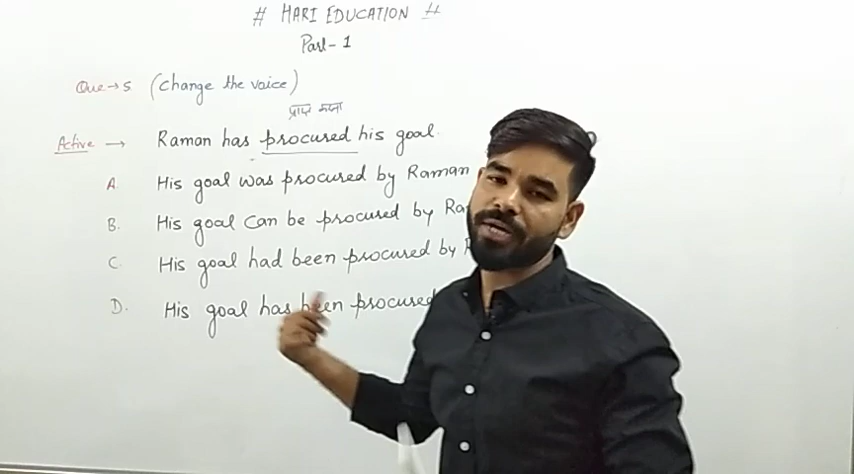 # HARI EDUCATION #
Part-1
Que→5 (Change the voice)
प्राप्त करना
Active → Raman has procured his goal.
A. His goal was procured by Raman
B. His goal can be procured by
C. His goal had been procured by
D. His goal has been procured